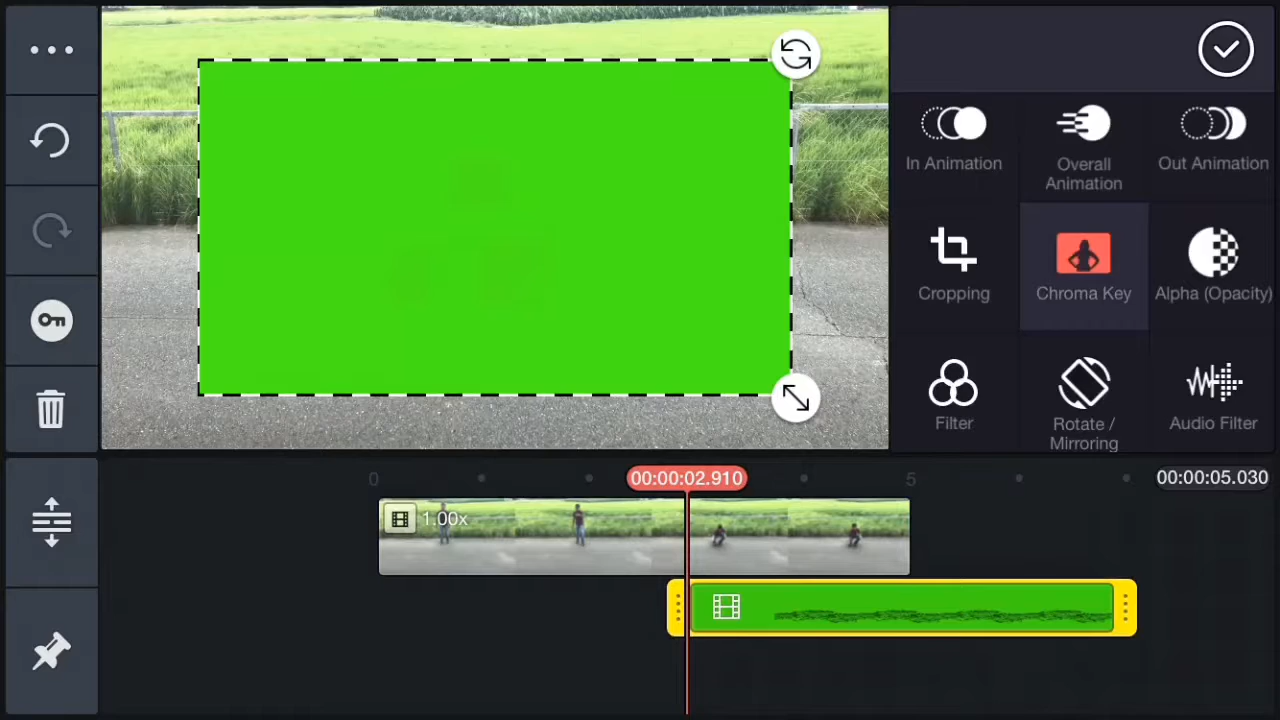 In Animation
Overall
Animation
Out Animation
Cropping
Chroma Key
Alpha (Opacity)
Filter
Rotate /
Mirroring
Audio Filter
0
00:00:02.910
5
00:00:05.030
1.00x